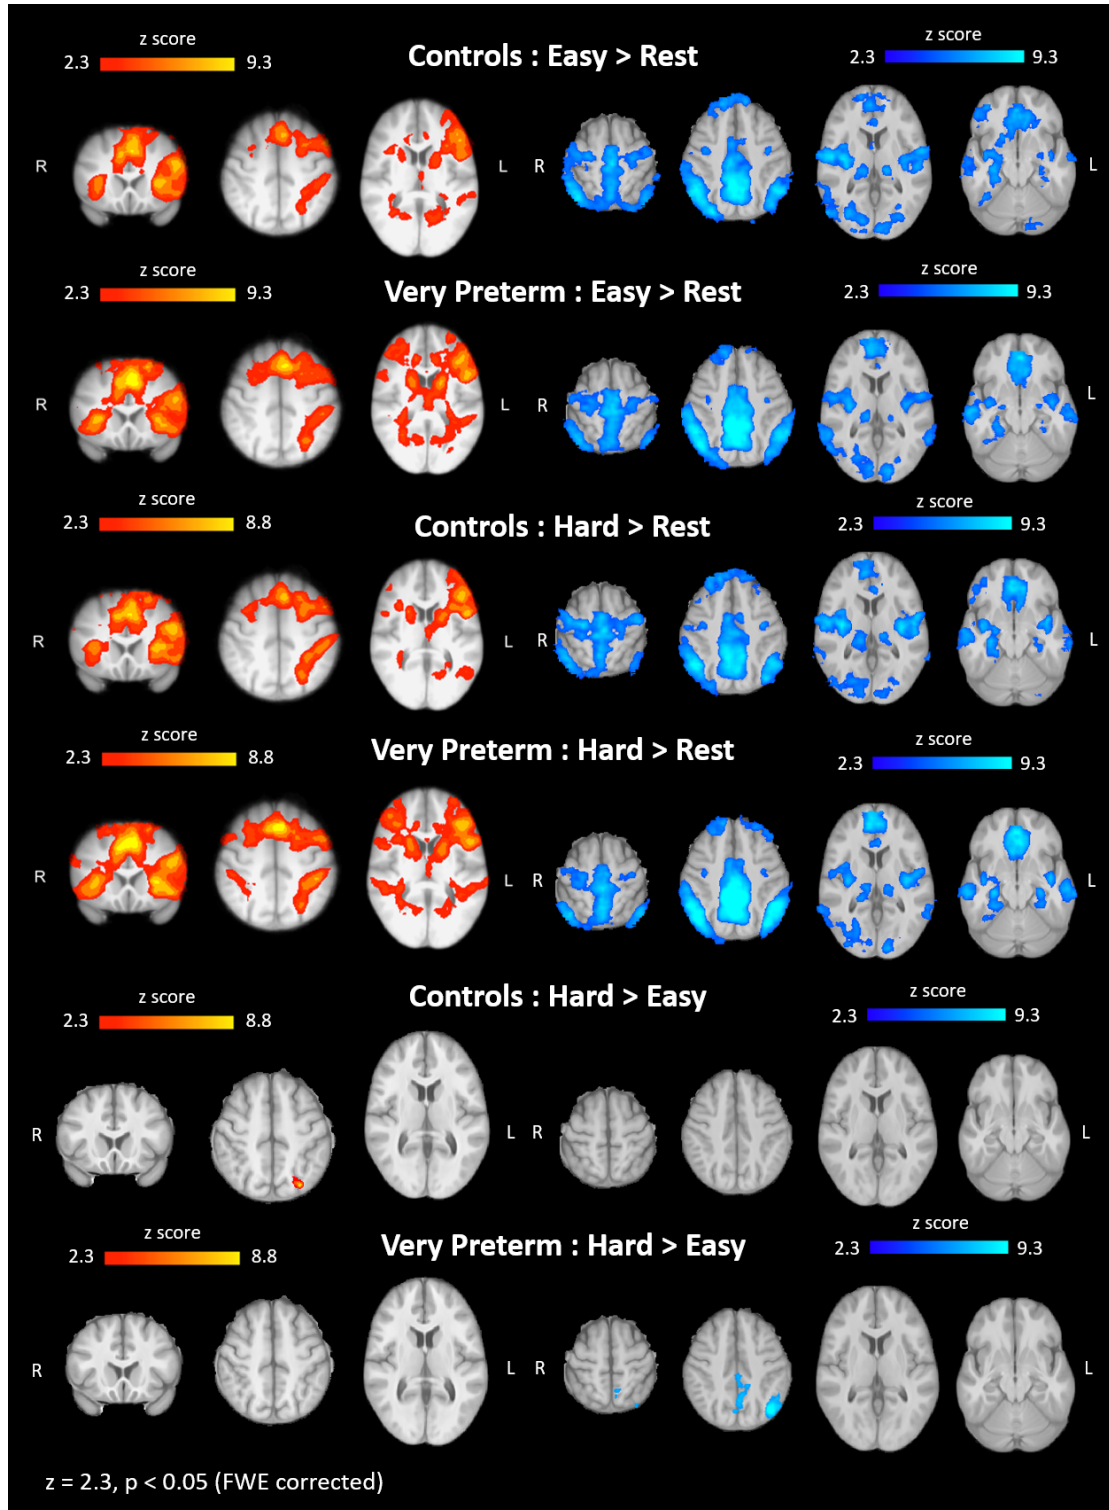 z score
2.3 9.3
Controls : Easy > Rest
z score
2.3 9.3
R L R L
z score
2.3 9.3
Very Preterm : Easy > Rest
z score
2.3 9.3
R L R L
z score
2.3 8.8
Controls : Hard > Rest
z score
2.3 9.3
R L R L
z score
2.3 8.8
Very Preterm : Hard > Rest
z score
2.3 9.3
R L R L
z score
2.3 8.8
Controls : Hard > Easy
z score
2.3 9.3
R L R L
z score
2.3 8.8
Very Preterm : Hard > Easy
z score
2.3 9.3
R L R L
z = 2.3, p < 0.05 (FWE corrected)